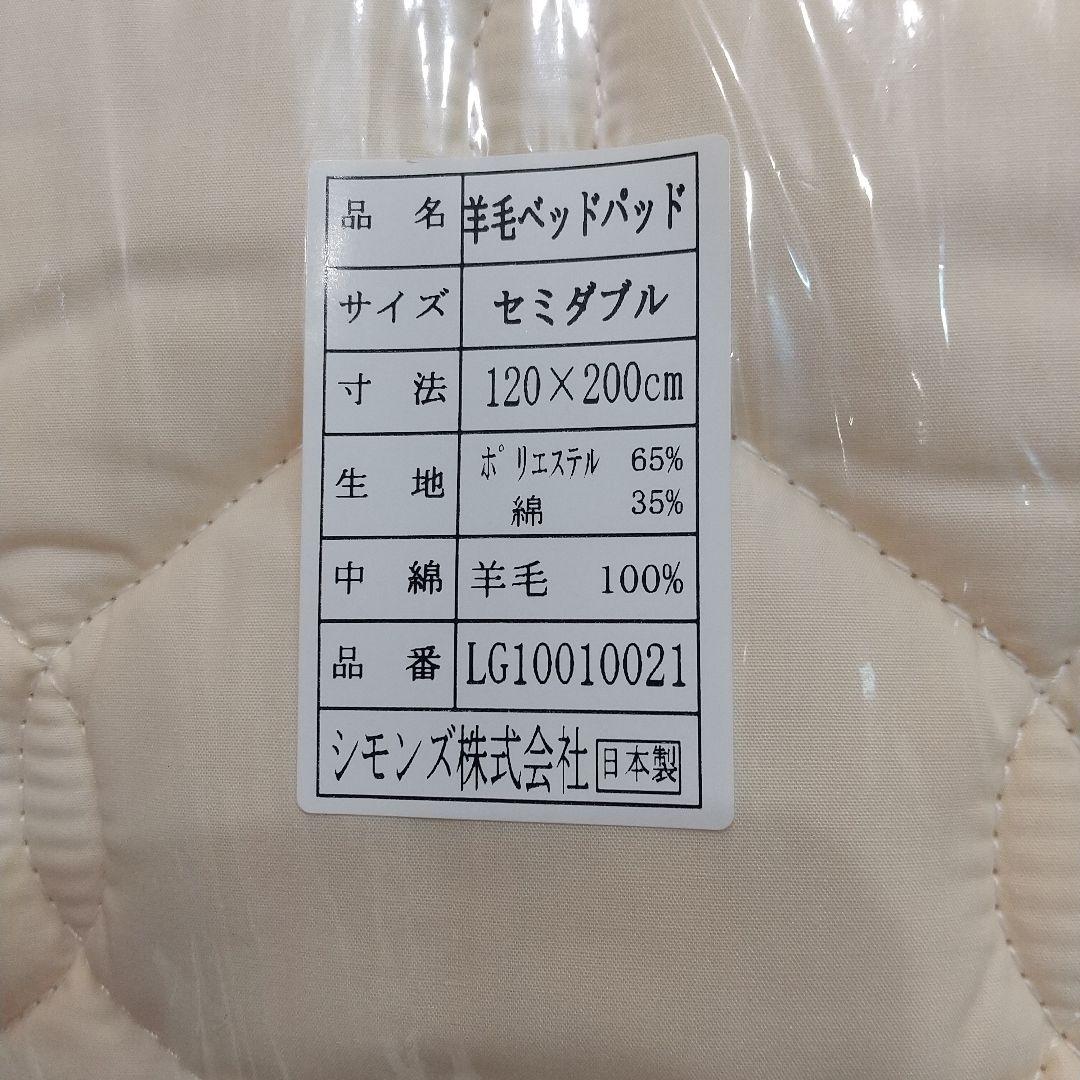 品 名 羊毛ベッドパッド
サイズ セミダブル
寸 法 120×200cm
生 地 ポリエステル 65%
綿 35%
中 綿 羊毛 100%
品 番 LG10010021
シモンズ株式会社 日本製